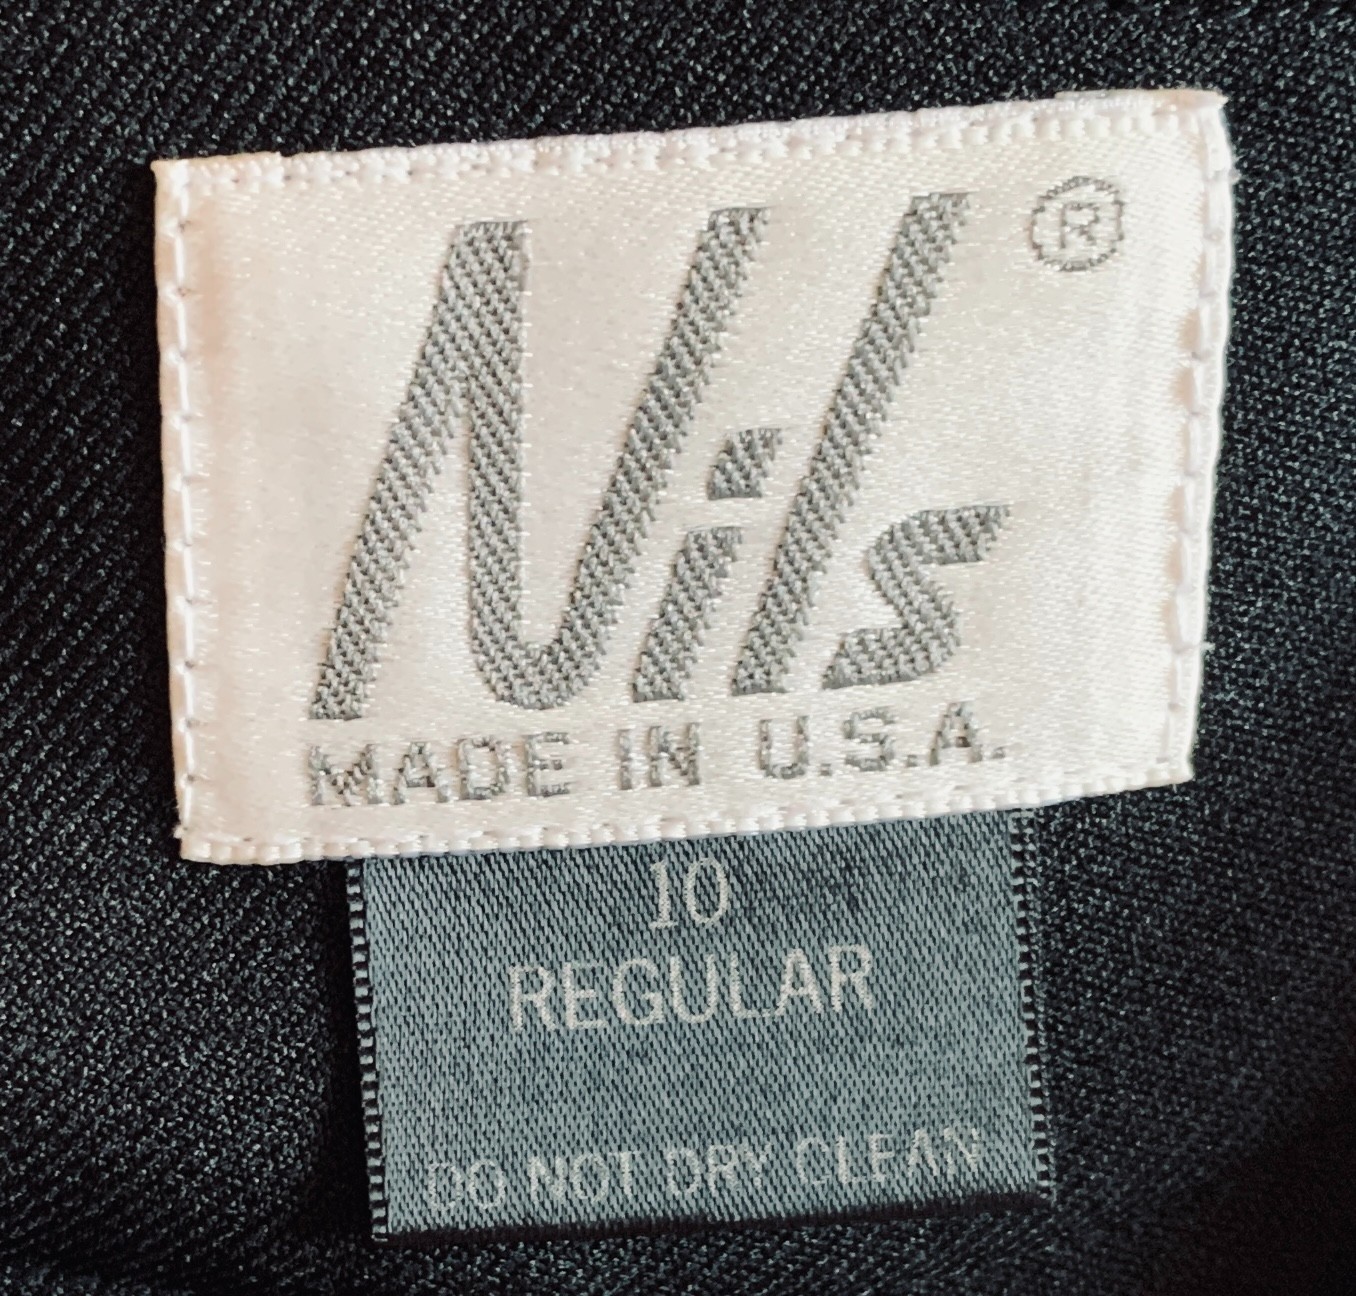 Nils ®
MADE IN U.S.A.
10
REGULAR
DO NOT DRY CLEAN